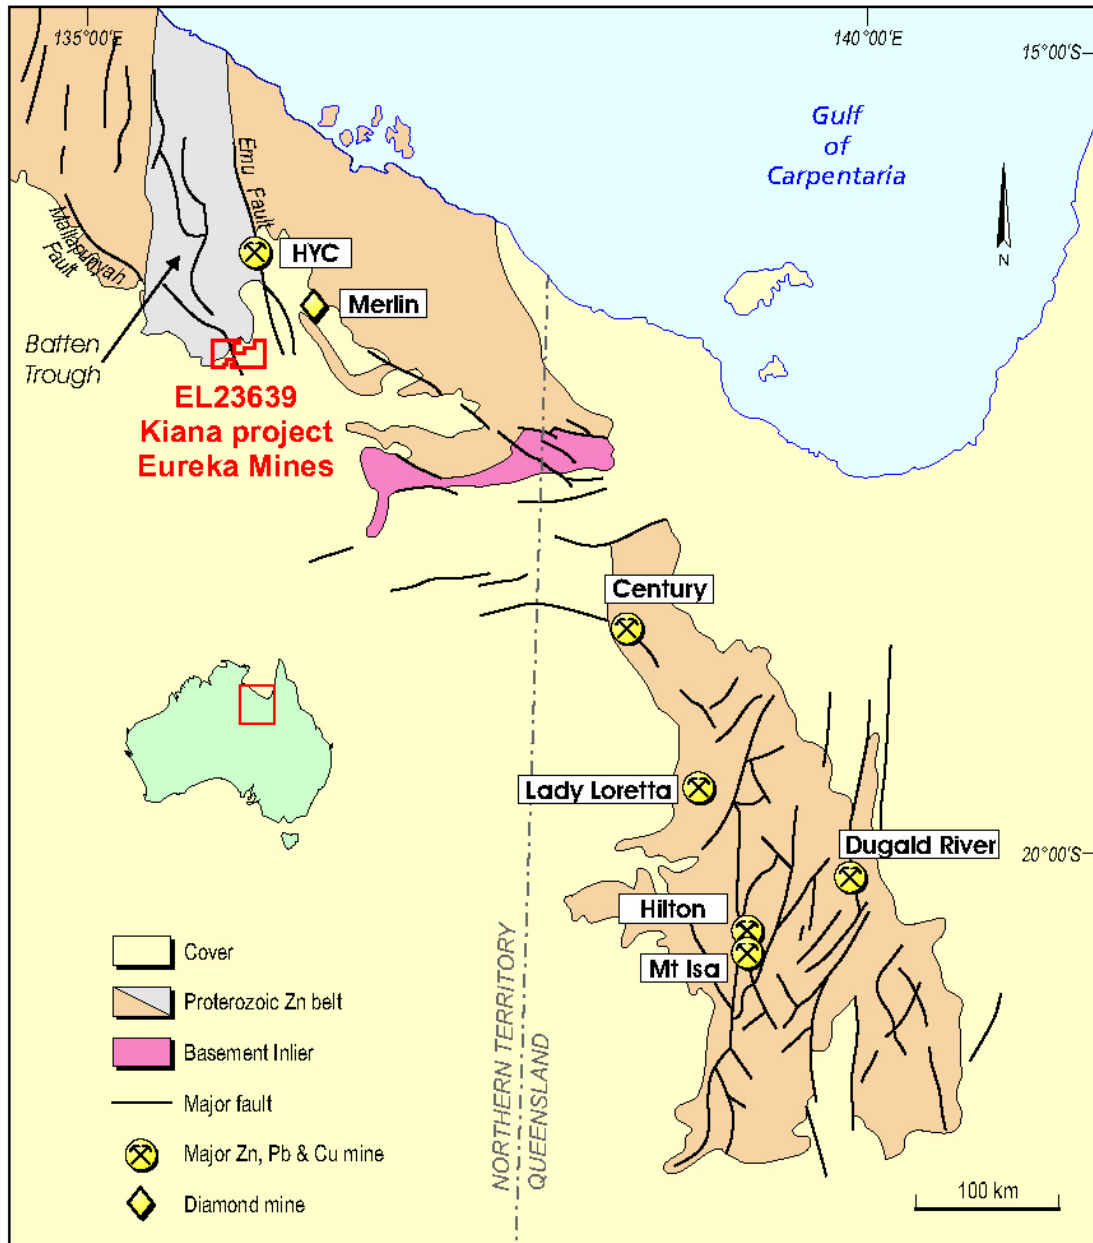 135°00'E
140°00'E
15°00'S
Gulf
of
Carpentaria
N
Emu Fault
Mallapunyah
Fault
HYC
Merlin
Batten
Trough
EL23639
Kiana project
Eureka Mines
Century
Lady Loretta
Dugald River
20°00'S
Hilton
Mt Isa
NORTHERN TERRITORY
QUEENSLAND
Cover
Proterozoic Zn belt
Basement Inlier
Major fault
Major Zn, Pb & Cu mine
Diamond mine
100 km